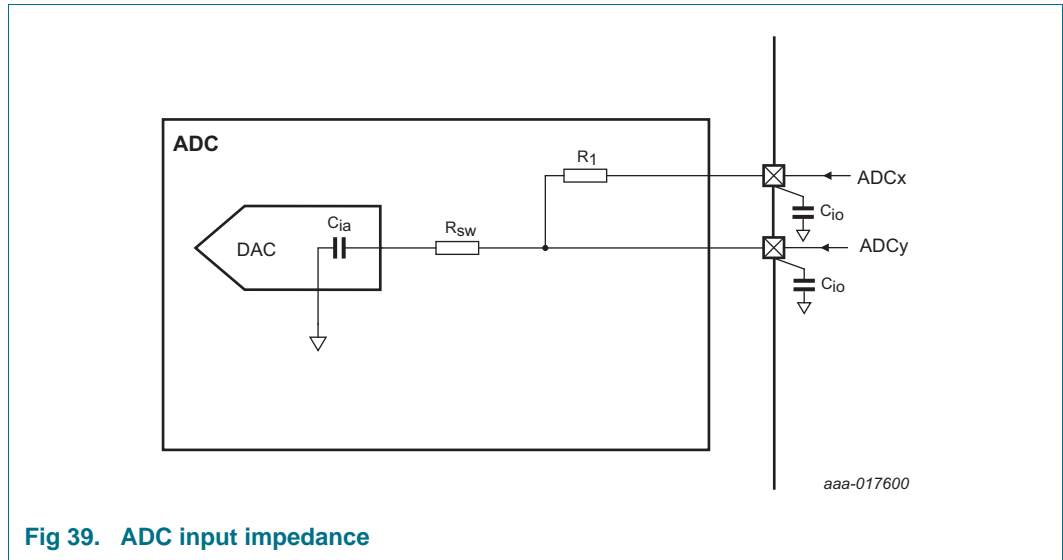 ADC
R1
ADCx
Cio
Cia
Rsw
DAC
ADCy
Cio
aaa-017600
Fig 39. ADC input impedance